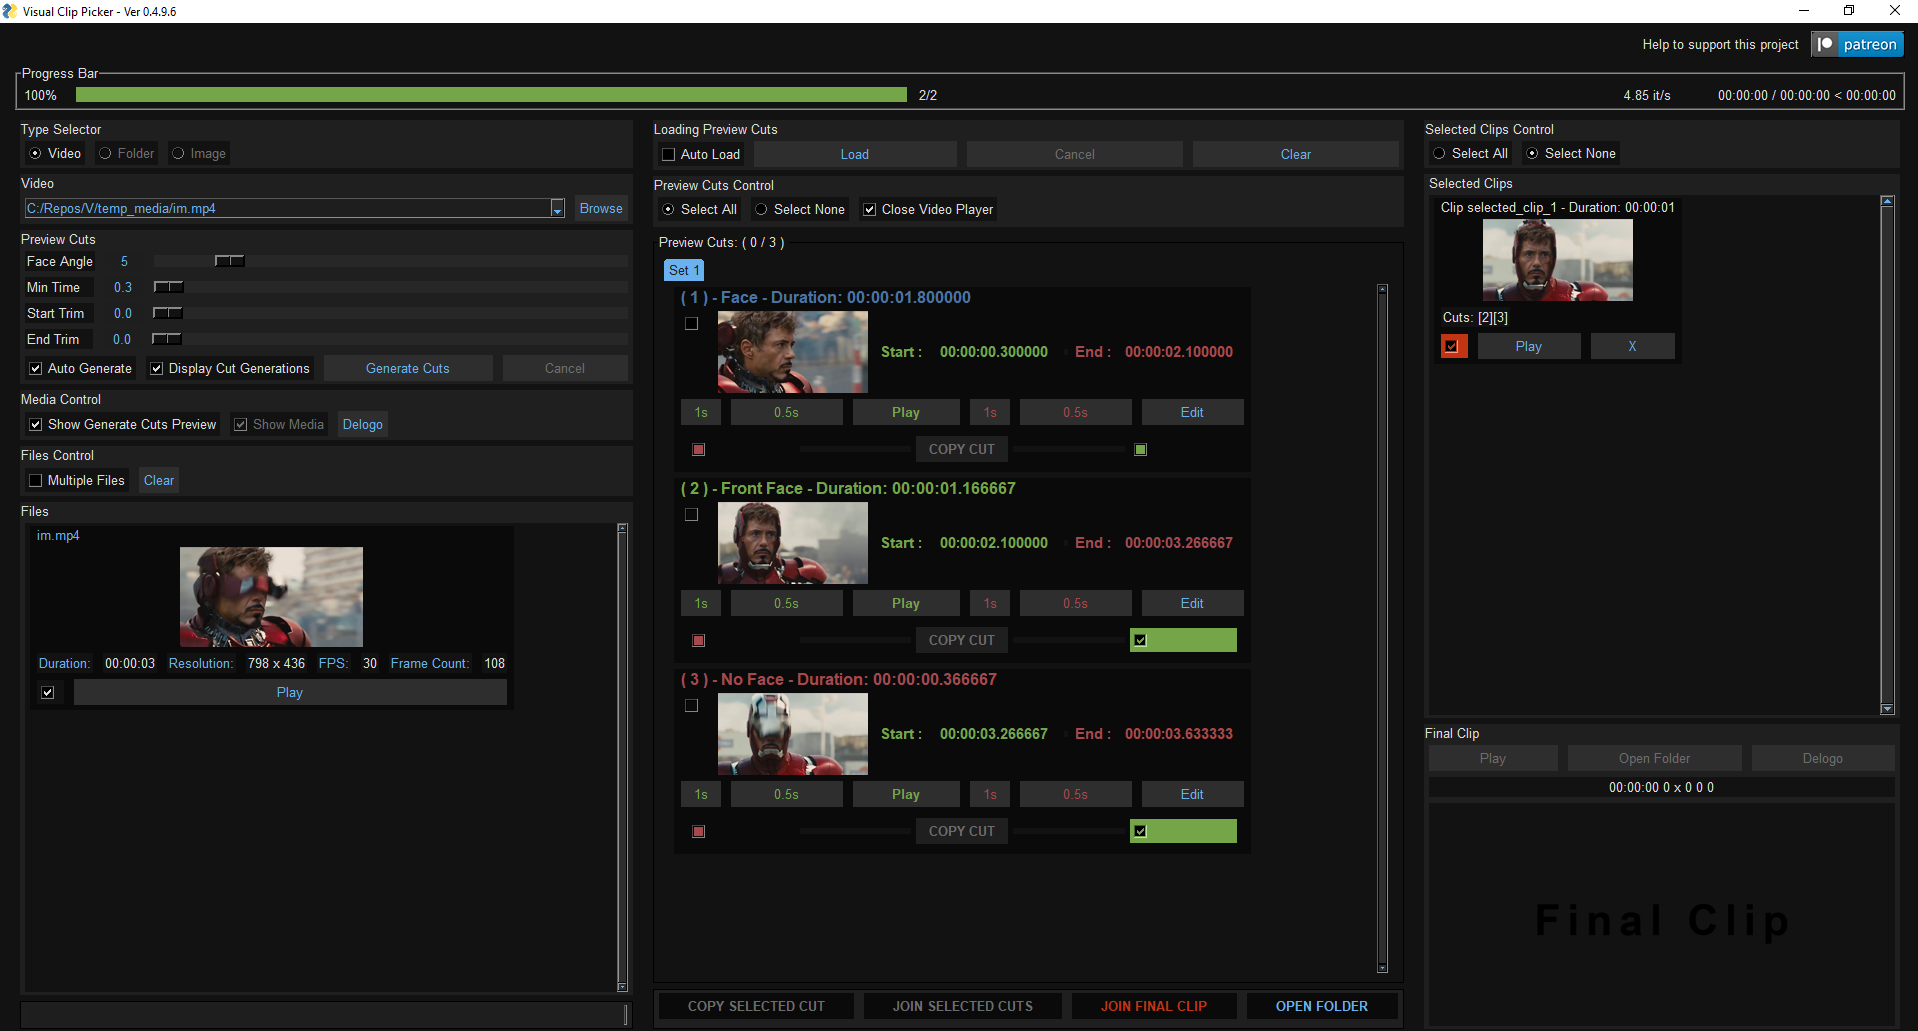 Visual Clip Picker - Ver 0.4.9.6
Help to support this project
patreon
Progress Bar
100%
2/2
4.85 it/s
00:00:00 / 00:00:00 < 00:00:00
Type Selector
Video
Folder
Image
Video
C:/Repos/V/temp_media/im.mp4
Browse
Preview Cuts
Face Angle
5
Min Time
0.3
Start Trim
0.0
End Trim
0.0
Auto Generate
Display Cut Generations
Generate Cuts
Cancel
Media Control
Show Generate Cuts Preview
Show Media
Delogo
Files Control
Multiple Files
Clear
Files
im.mp4
Duration:
00:00:03
Resolution:
798 x 436
FPS:
30
Frame Count:
108
Play
Loading Preview Cuts
Auto Load
Load
Cancel
Clear
Preview Cuts Control
Select All
Select None
Close Video Player
Preview Cuts: ( 0 / 3 )
Set 1
( 1 ) - Face - Duration: 00:00:01.800000
Start :
00:00:00.300000
End :
00:00:02.100000
1s
0.5s
Play
1s
0.5s
Edit
COPY CUT
( 2 ) - Front Face - Duration: 00:00:01.166667
Start :
00:00:02.100000
End :
00:00:03.266667
1s
0.5s
Play
1s
0.5s
Edit
COPY CUT
( 3 ) - No Face - Duration: 00:00:00.366667
Start :
00:00:03.266667
End :
00:00:03.633333
1s
0.5s
Play
1s
0.5s
Edit
COPY CUT
COPY SELECTED CUT
JOIN SELECTED CUTS
JOIN FINAL CLIP
OPEN FOLDER
Selected Clips Control
Select All
Select None
Selected Clips
Clip selected_clip_1 - Duration: 00:00:01
Cuts: [2][3]
Play
X
Final Clip
Play
Open Folder
Delogo
00:00:00 0 x 0 0 0
Final Clip